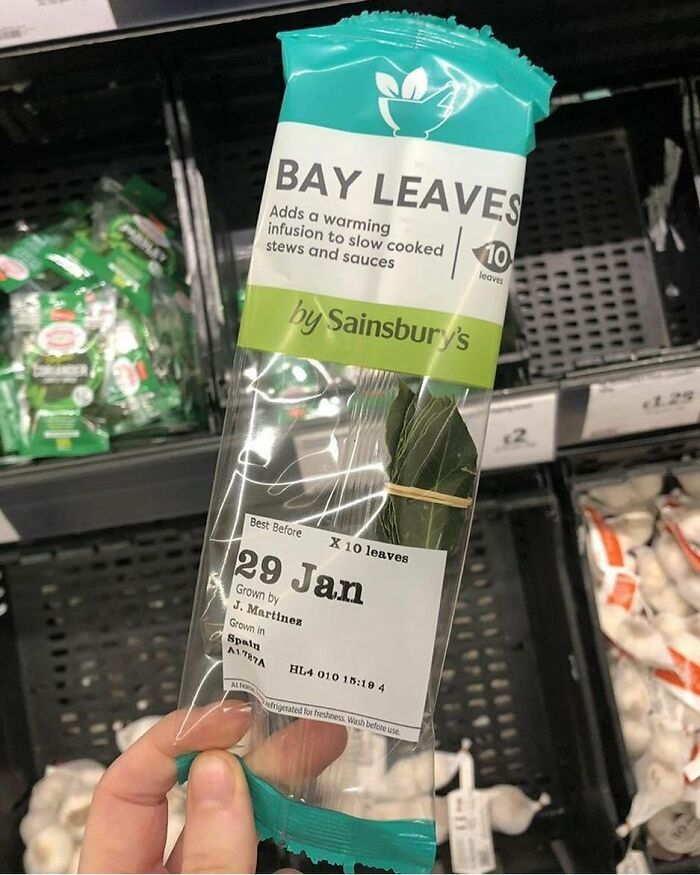 BAY LEAVES
Adds a warming
infusion to slow cooked
stews and sauces
10
leaves
by Sainsbury's
Best Before
X 10 leaves
29 Jan
Grown by
J. Martinez
Grown in
Spain
A1787A
HL4 010 15:19 4
refrigerated for freshness. Wash before use.
CORIANDER
£2
£1.25